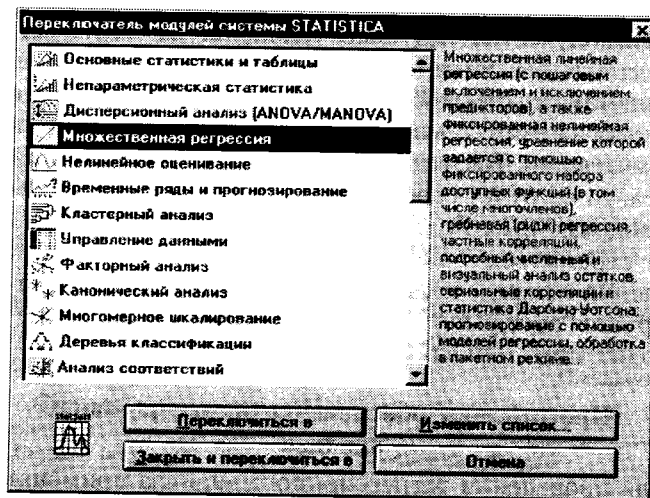 Переключатель модулей системы STATISTICA
Основные статистики и таблицы
Непараметрическая статистика
Дисперсионный анализ (ANOVA/MANOVA)
Множественная регрессия
Нелинейное оценивание
Временные ряды и прогнозирование
Кластерный анализ
Управление данными
Факторный анализ
Канонический анализ
Многомерное шкалирование
Деревья классификации
Анализ соответствий
Множественная линейная
регрессия (с пошаговым
включением и исключением
предикторов), а также
фиксированная нелинейная
регрессия, уравнение которой
задается с помощью
фиксированного набора
доступных функций (в том
числе многочленов),
гребневая (ридж) регрессия,
частные корреляции,
подробный численный и
визуальный анализ остатков,
сериальные корреляции и
статистика Дарбина-Уотсона;
прогнозирование с помощью
моделей регрессии, обработка
в пакетном режиме...
Переключиться в
Изменить список...
Закрыть и переключиться в
Отмена